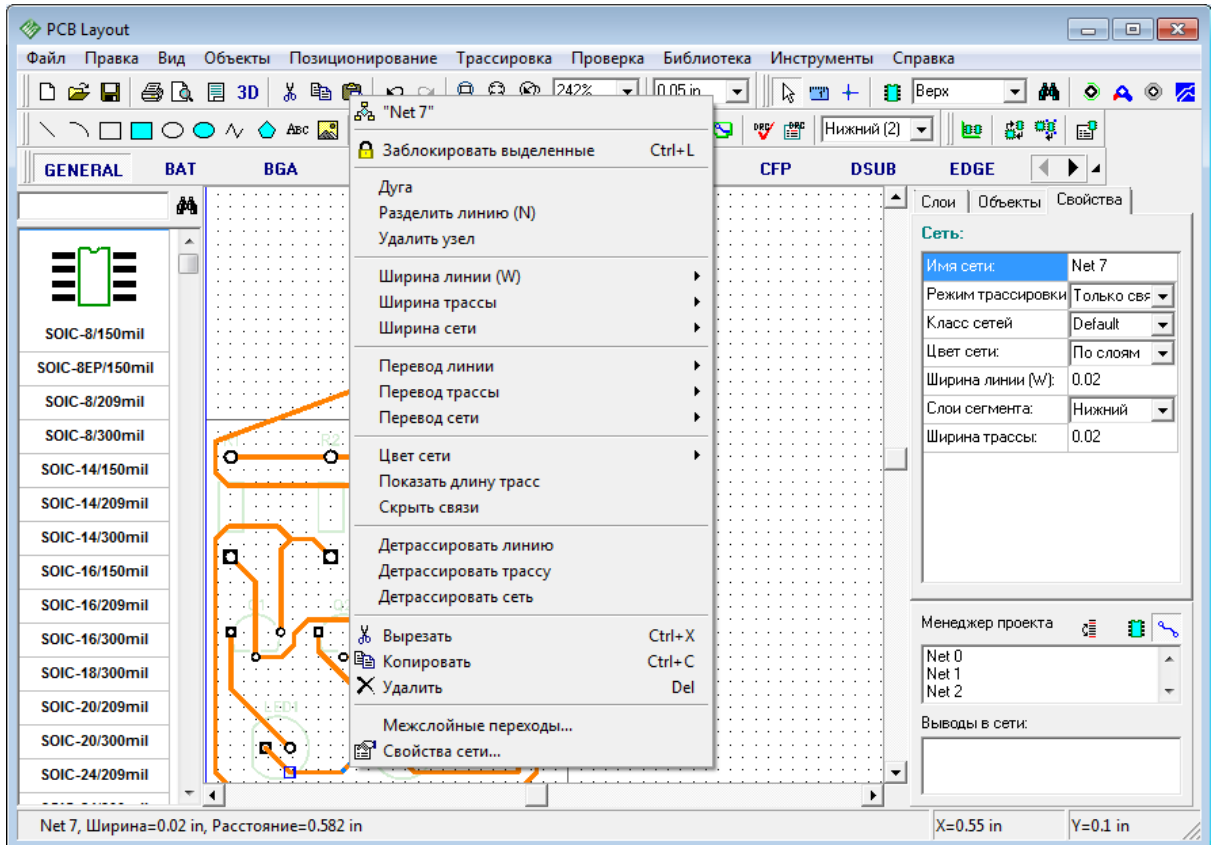 PCB Layout
Файл Правка Вид Объекты Позиционирование Трассировка Проверка Библиотека Инструменты Справка
3D 242% 0.05 in Верх
ABC DRC DRC Нижний (2)
GENERAL BAT BGA CFP DSUB EDGE
"Net 7"
Заблокировать выделенные Ctrl+L
Дуга
Разделить линию (N)
Удалить узел
Ширина линии (W)
Ширина трассы
Ширина сети
Перевод линии
Перевод трассы
Перевод сети
Цвет сети
Показать длину трасс
Скрыть связи
Детрассировать линию
Детрассировать трассу
Детрассировать сеть
Вырезать Ctrl+X
Копировать Ctrl+C
Удалить Del
Межслойные переходы...
Свойства сети...
SOIC-8/150mil
SOIC-8EP/150mil
SOIC-8/209mil
SOIC-8/300mil
SOIC-14/150mil
SOIC-14/209mil
SOIC-14/300mil
SOIC-16/150mil
SOIC-16/209mil
SOIC-16/300mil
SOIC-18/300mil
SOIC-20/209mil
SOIC-20/300mil
SOIC-24/209mil
R2
Q1
LED1
Слои Объекты Свойства
Сеть:
Имя сети: Net 7
Режим трассировки Только свя
Класс сетей Default
Цвет сети: По слоям
Ширина линии (W): 0.02
Слои сегмента: Нижний
Ширина трассы: 0.02
Менеджер проекта
Net 0
Net 1
Net 2
Выводы в сети:
Net 7, Ширина=0.02 in, Расстояние=0.582 in
X=0.55 in Y=0.1 in